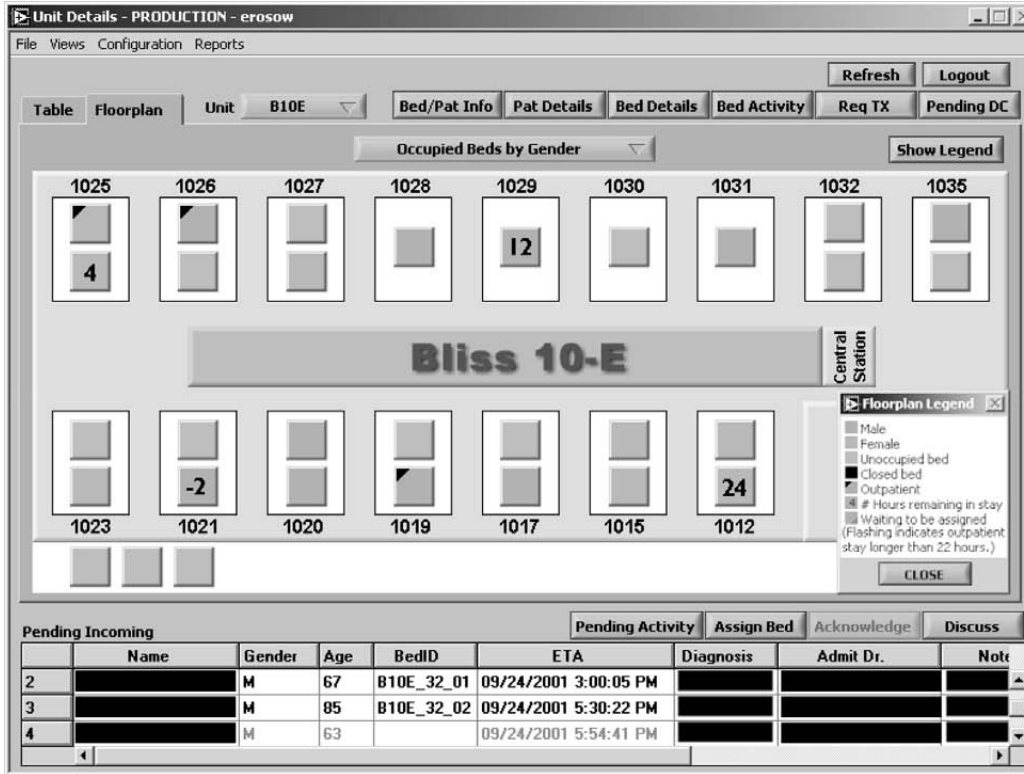 Unit Details - PRODUCTION - erosow
File Views Configuration Reports
Refresh Logout
Table Floorplan Unit B10E Bed/Pat Info Pat Details Bed Details Bed Activity Req TX Pending DC
Occupied Beds by Gender Show Legend
1025 1026 1027 1028 1029 1030 1031 1032 1035
12
4
Bliss 10-E
Central
Station
Floorplan Legend
Male
Female
Unoccupied bed
Closed bed
Outpatient
4 # Hours remaining in stay
Waiting to be assigned
(Flashing indicates outpatient
stay longer than 22 hours.)
CLOSE
-2 24
1023 1021 1020 1019 1017 1015 1012
Pending Incoming Pending Activity Assign Bed Acknowledge Discuss
Name Gender Age BedID ETA Diagnosis Admit Dr. Note
2 M 67 B10E_32_01 09/24/2001 3:00:05 PM
3 M 85 B10E_32_02 09/24/2001 5:30:22 PM
4 M 63 09/24/2001 5:54:41 PM